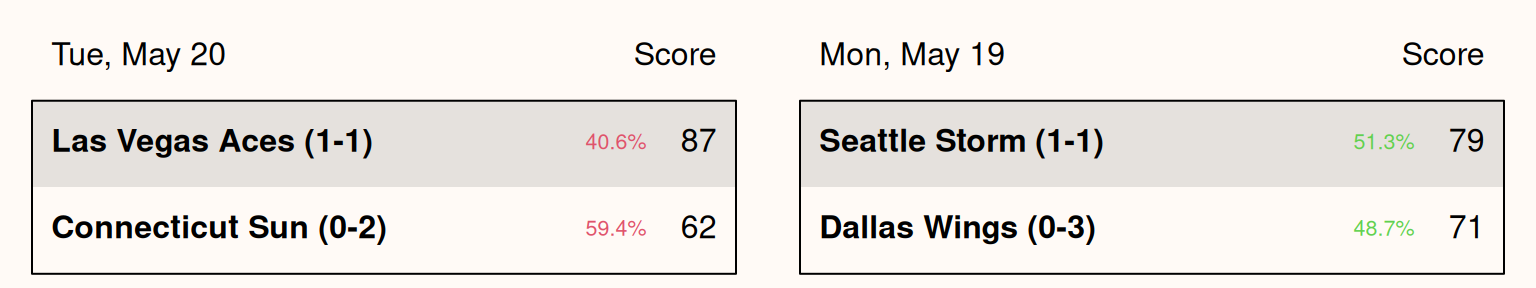 Tue, May 20 Score
Las Vegas Aces (1-1) 40.6% 87
Connecticut Sun (0-2) 59.4% 62
Mon, May 19 Score
Seattle Storm (1-1) 51.3% 79
Dallas Wings (0-3) 48.7% 71